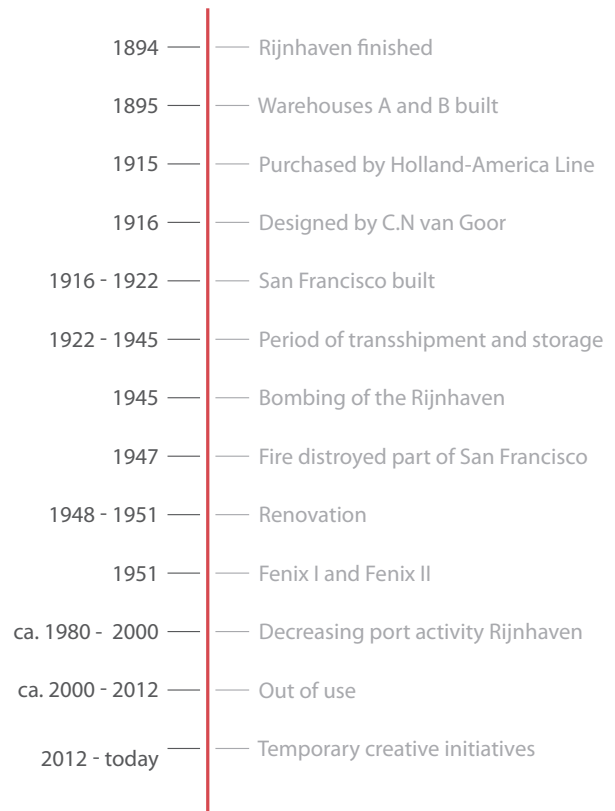 1894 Rijnhaven finished
1895 Warehouses A and B built
1915 Purchased by Holland-America Line
1916 Designed by C.N van Goor
1916 - 1922 San Francisco built
1922 - 1945 Period of transshipment and storage
1945 Bombing of the Rijnhaven
1947 Fire distroyed part of San Francisco
1948 - 1951 Renovation
1951 Fenix I and Fenix II
ca. 1980 - 2000 Decreasing port activity Rijnhaven
ca. 2000 - 2012 Out of use
2012 - today Temporary creative initiatives